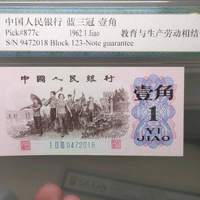 中国人民银行 蓝三冠 壹角
Pick#877c 1962 1 Jiao 教育与生产劳动相结
S/N 9472018 Block 123-Note guarantee
中国人民银行
壹角
1
YI
JIAO
9472018